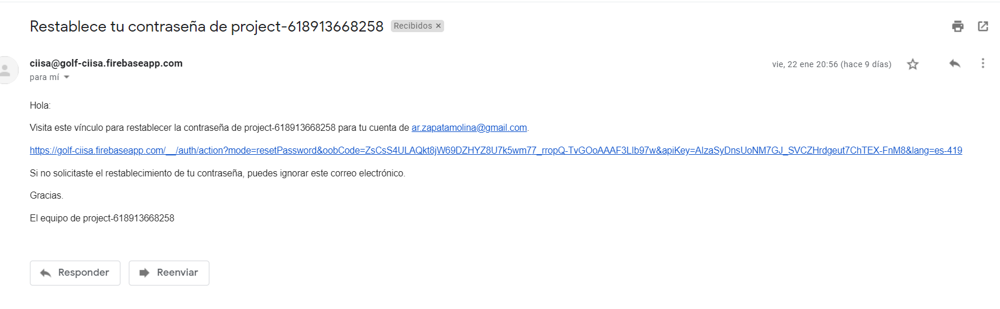 Restablece tu contraseña de project-618913668258 Recibidos ×
ciisa@golf-ciisa.firebaseapp.com
vie, 22 ene 20:56 (hace 9 días)
para mí
Hola:
Visita este vínculo para restablecer la contraseña de project-618913668258 para tu cuenta de ar.zapatamolina@gmail.com.
https://golf-ciisa.firebaseapp.com/__/auth/action?mode=resetPassword&oobCode=ZsCsS4ULAQkt8jW69DZHYZ8U7k5wm77_rropQ-TvGOoAAAF3LIb97w&apiKey=AIzaSyDnsUoNM7GJ_SVCZHrdgeut7ChTEX-FnM8&lang=es-419
Si no solicitaste el restablecimiento de tu contraseña, puedes ignorar este correo electrónico.
Gracias.
El equipo de project-618913668258
Responder
Reenviar